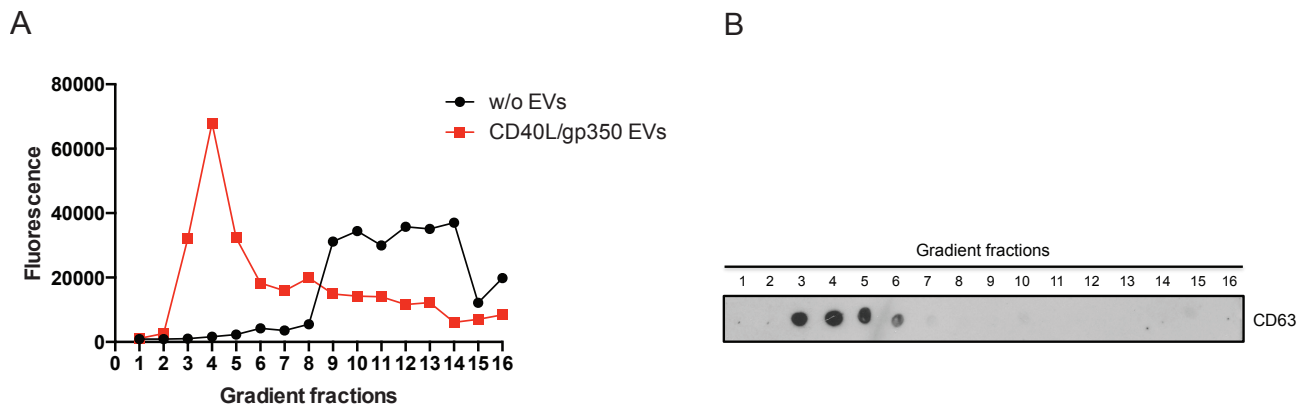 A
80000
60000
40000
20000
0
Fluorescence
0 1 2 3 4 5 6 7 8 9 10 11 12 13 14 15 16
Gradient fractions
w/o EVs
CD40L/gp350 EVs
B
Gradient fractions
1 2 3 4 5 6 7 8 9 10 11 12 13 14 15 16
CD63